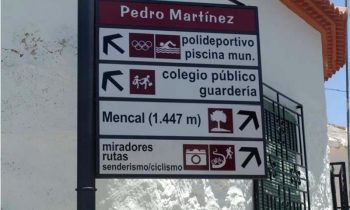 Pedro Martínez
polideportivo
piscina mun.
colegio público
guardería
Mencal (1.447 m)
miradores
rutas
senderismo/ciclismo